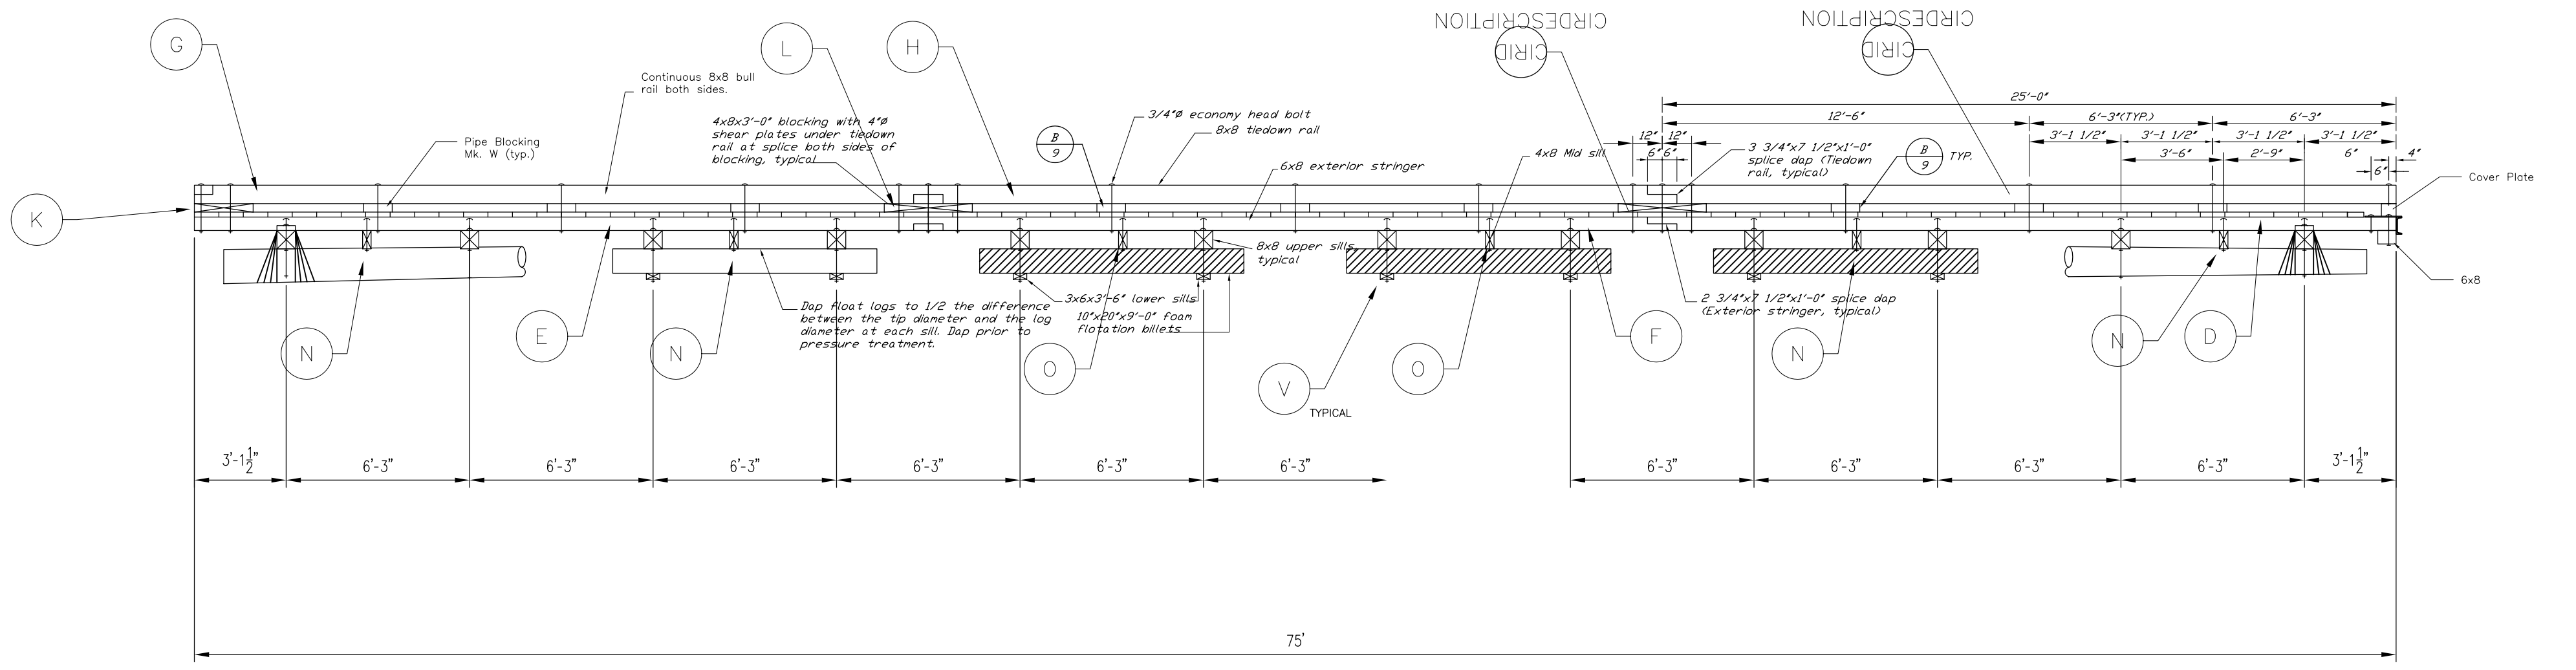 CIRDESCRIPTION
CIRID
CIRDESCRIPTION
CIRID
G
L
H
K
Continuous 8x8 bull
rail both sides.
4x8x3'-0" blocking with 4"Ø
shear plates under tiedown
rail at splice both sides of
blocking, typical
Pipe Blocking
Mk. W (typ.)
B
9
3/4"Ø economy head bolt
8x8 tiedown rail
6x8 exterior stringer
4x8 Mid sill
25'-0"
12'-6"
6'-3"(TYP.)
6'-3"
12"
12"
6"
6"
3 3/4"x7 1/2"x1'-0"
splice dap (Tiedown
rail, typical)
B
9
TYP.
3'-1 1/2"
3'-1 1/2"
3'-1 1/2"
3'-1 1/2"
3'-6"
2'-9"
6"
4"
6"
Cover Plate
8x8 upper sills,
typical
6x8
3x6x3'-6" lower sills
10"x20"x9'-0" foam
flotation billets
Dap float logs to 1/2 the difference
between the tip diameter and the log
diameter at each sill. Dap prior to
pressure treatment.
2 3/4"x7 1/2"x1'-0" splice dap
(Exterior stringer, typical)
N
E
N
O
V
TYPICAL
O
F
N
N
D
3'-1 1/2"
6'-3"
6'-3"
6'-3"
6'-3"
6'-3"
6'-3"
6'-3"
6'-3"
6'-3"
6'-3"
3'-1 1/2"
75'